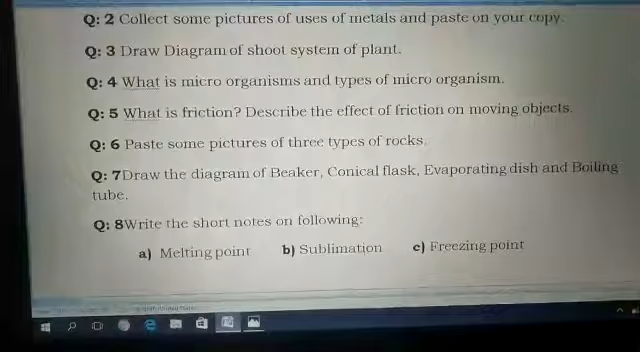 Q: 2 Collect some pictures of uses of metals and paste on your copy.
Q: 3 Draw Diagram of shoot system of plant.
Q: 4 What is micro organisms and types of micro organism.
Q: 5 What is friction? Describe the effect of friction on moving objects.
Q: 6 Paste some pictures of three types of rocks.
Q: 7Draw the diagram of Beaker, Conical flask, Evaporating dish and Boiling
tube.
Q: 8Write the short notes on following:
a) Melting point b) Sublimation c) Freezing point